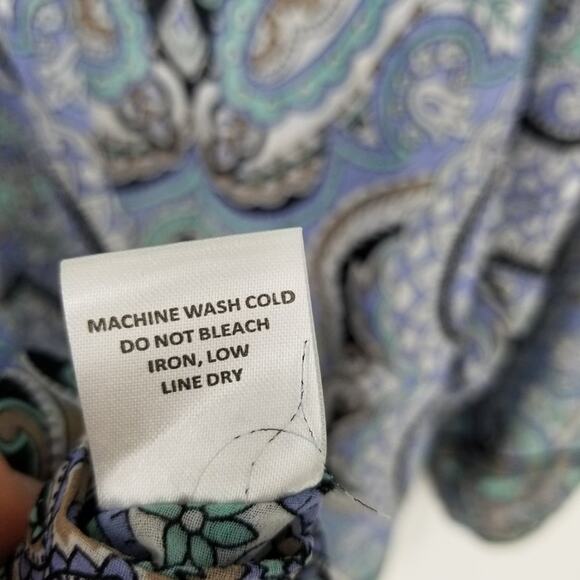 MACHINE WASH COLD
DO NOT BLEACH
IRON, LOW
LINE DRY